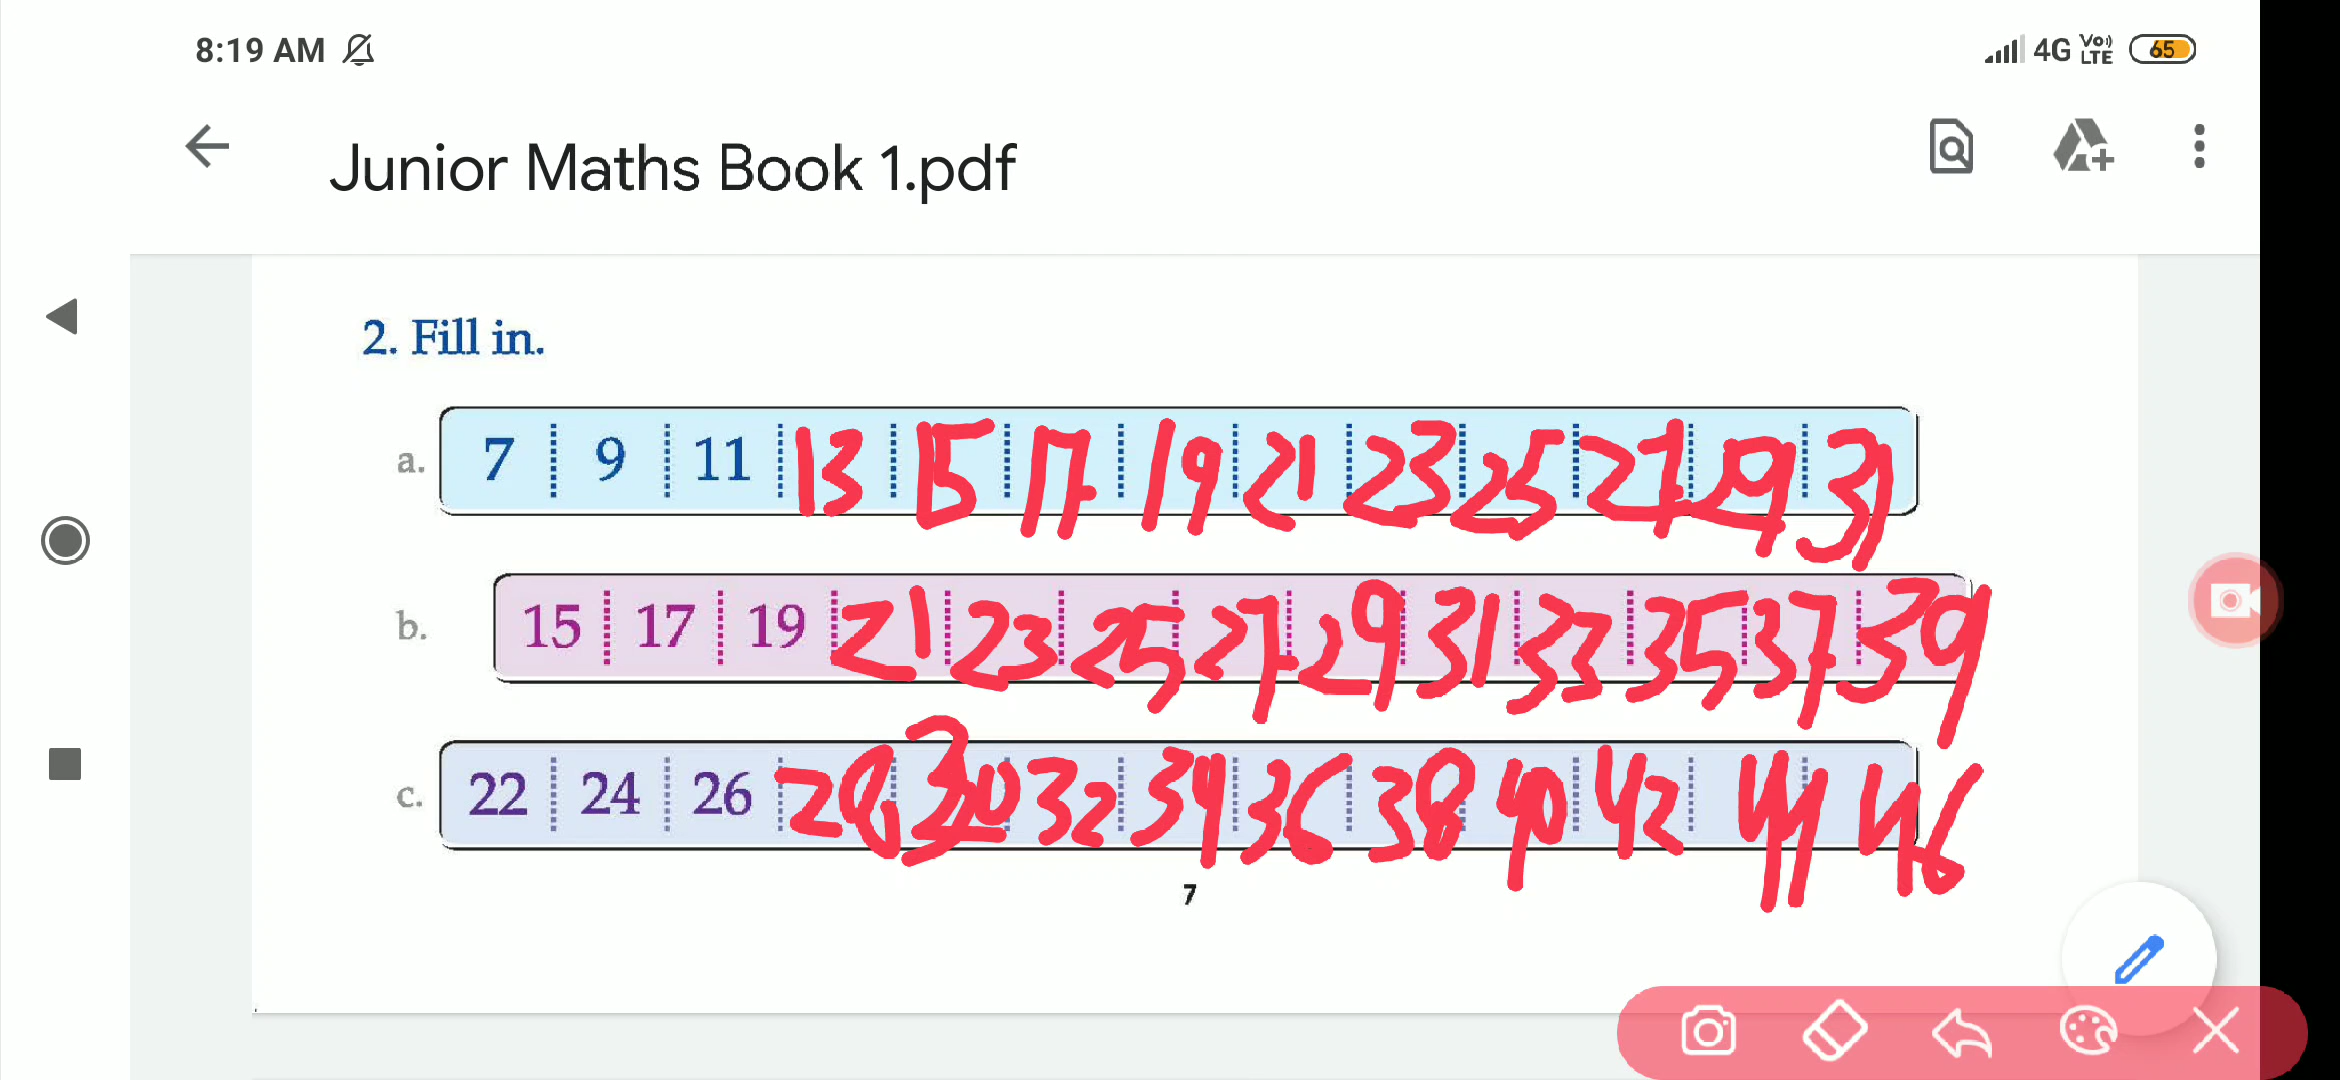 8:19 AM 4G Vo) LTE 65
Junior Maths Book 1.pdf
2. Fill in.
a. 7 9 11 13 15 17 19 21 23 25 27 29 31
b. 15 17 19 21 23 25 27 29 31 33 35 37 39
c. 22 24 26 28 30 32 34 36 38 40 42 44 46
7